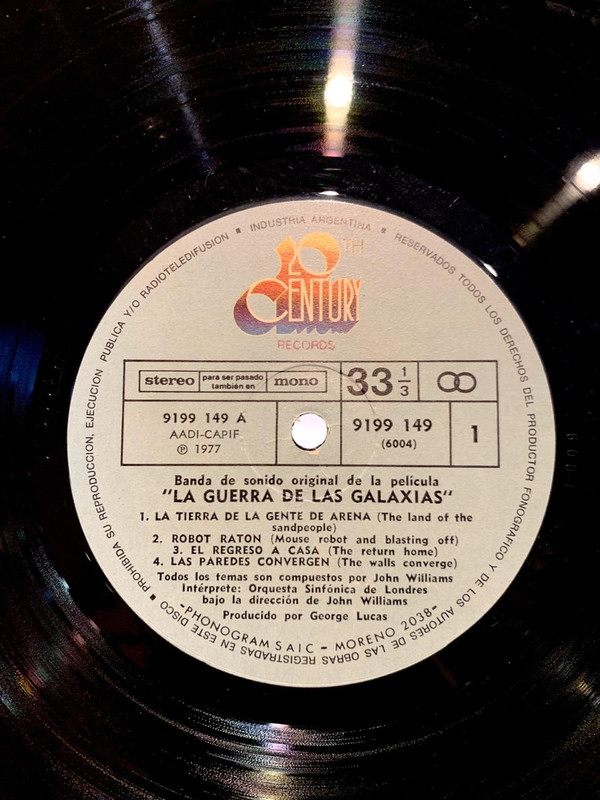 PROHIBIDA SU REPRODUCCION, EJECUCION PUBLICA Y/O RADIOTELEDIFUSION ■ INDUSTRIA ARGENTINA ■ RESERVADOS TODOS LOS DERECHOS DEL PRODUCTOR FONOGRAFICO Y DE LOS AUTORES DE LAS OBRAS REGISTRADAS EN ESTE DISCO ■
20TH
CENTURY
RECORDS
stereo para ser pasado también en mono 33 1/3
9199 149 A
AADI-CAPIF
℗ 1977
9199 149
(6004)
1
Banda de sonido original de la película
"LA GUERRA DE LAS GALAXIAS"
1. LA TIERRA DE LA GENTE DE ARENA (The land of the
sandpeople)
2. ROBOT RATON (Mouse robot and blasting off)
3. EL REGRESO A CASA (The return home)
4. LAS PAREDES CONVERGEN (The walls converge)
Todos los temas son compuestos por John Williams
Intérprete: Orquesta Sinfónica de Londres
bajo la dirección de John Williams
Producido por George Lucas
-PHONOGRAM SAIC - MORENO 2038-